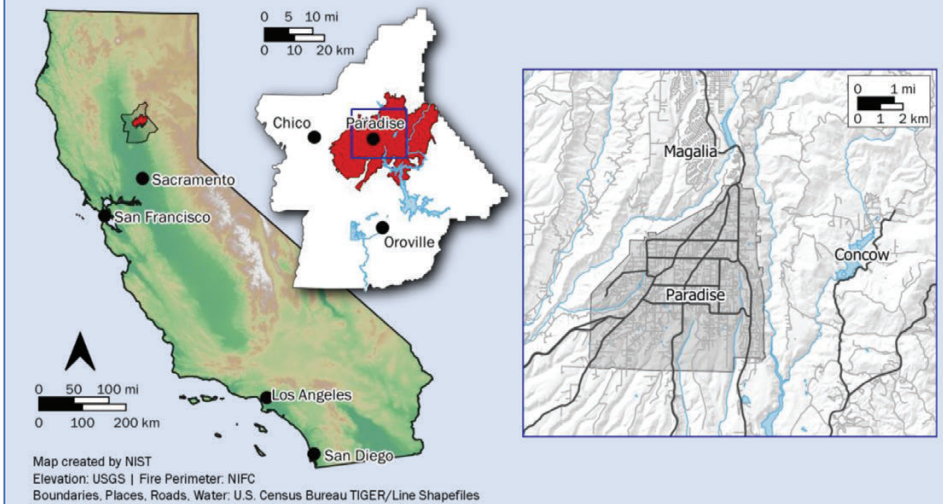 0 5 10 mi
0 10 20 km
Chico
Paradise
Oroville
Sacramento
San Francisco
Los Angeles
San Diego
0 50 100 mi
0 100 200 km
0 1 mi
0 1 2 km
Magalia
Concow
Paradise
Map created by NIST
Elevation: USGS | Fire Perimeter: NIFC
Boundaries, Places, Roads, Water: U.S. Census Bureau TIGER/Line Shapefiles